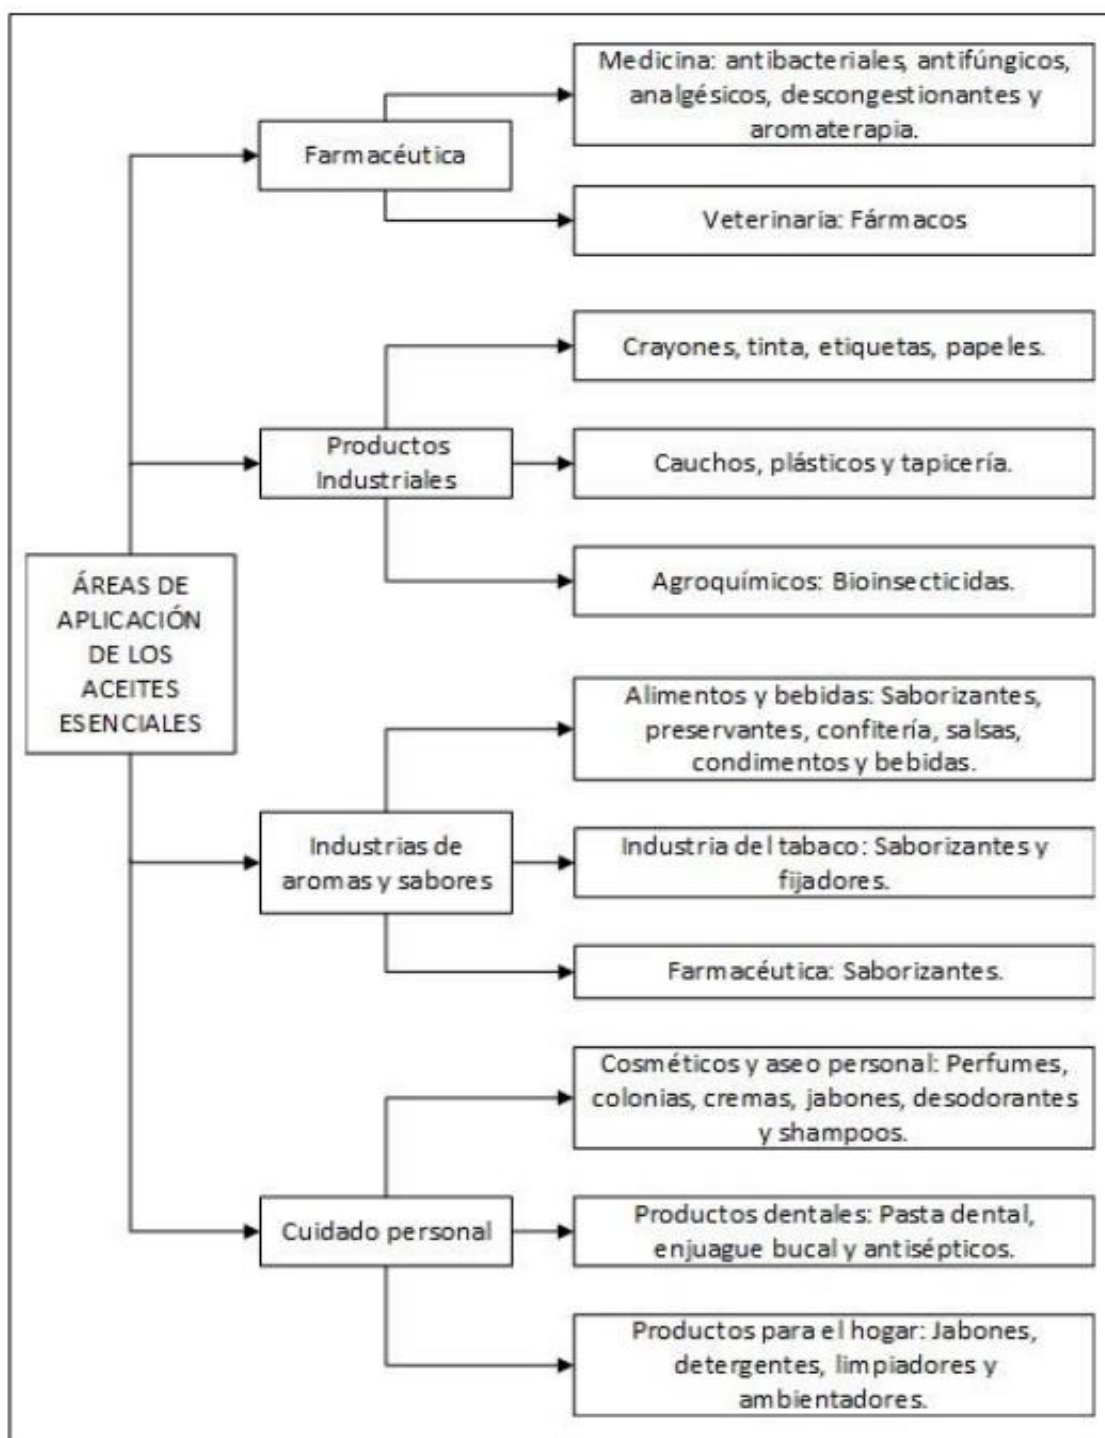 ÁREAS DE
APLICACIÓN
DE LOS
ACEITES
ESENCIALES
Farmacéutica
Medicina: antibacteriales, antifúngicos,
analgésicos, descongestionantes y
aromaterapia.
Veterinaria: Fármacos
Productos
Industriales
Crayones, tinta, etiquetas, papeles.
Cauchos, plásticos y tapicería.
Agroquímicos: Bioinsecticidas.
Industrias de
aromas y sabores
Alimentos y bebidas: Saborizantes,
preservantes, confitería, salsas,
condimentos y bebidas.
Industria del tabaco: Saborizantes y
fijadores.
Farmacéutica: Saborizantes.
Cuidado personal
Cosméticos y aseo personal: Perfumes,
colonias, cremas, jabones, desodorantes
y shampoos.
Productos dentales: Pasta dental,
enjuague bucal y antisépticos.
Productos para el hogar: Jabones,
detergentes, limpiadores y
ambientadores.